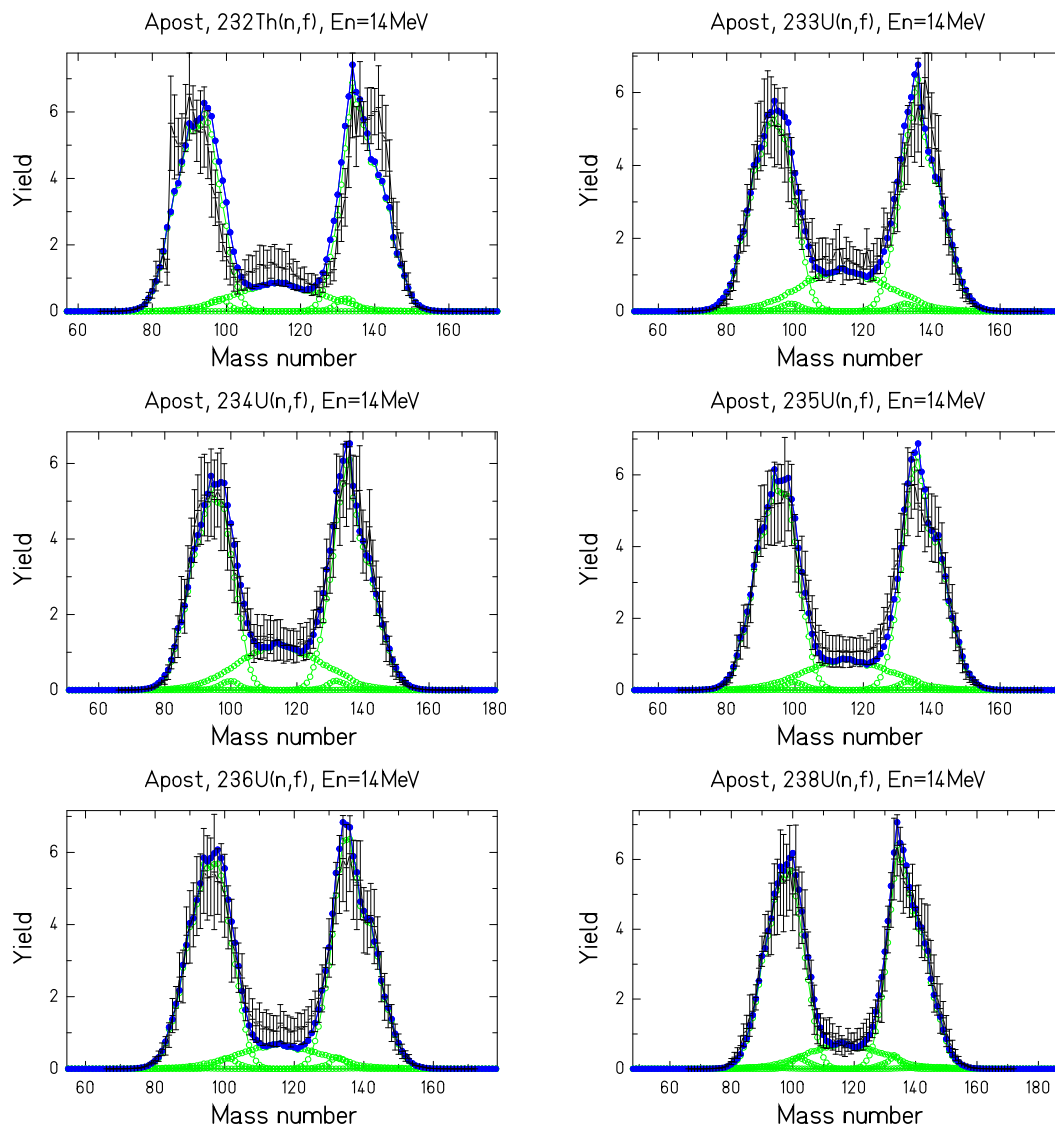 Apost, 232Th(n,f), En=14MeV
Yield
0
2
4
6
60 80 100 120 140 160
Mass number
Apost, 233U(n,f), En=14MeV
Yield
0
2
4
6
60 80 100 120 140 160
Mass number
Apost, 234U(n,f), En=14MeV
Yield
0
2
4
6
60 80 100 120 140 160 180
Mass number
Apost, 235U(n,f), En=14MeV
Yield
0
2
4
6
60 80 100 120 140 160
Mass number
Apost, 236U(n,f), En=14MeV
Yield
0
2
4
6
60 80 100 120 140 160
Mass number
Apost, 238U(n,f), En=14MeV
Yield
0
2
4
6
60 80 100 120 140 160 180
Mass number